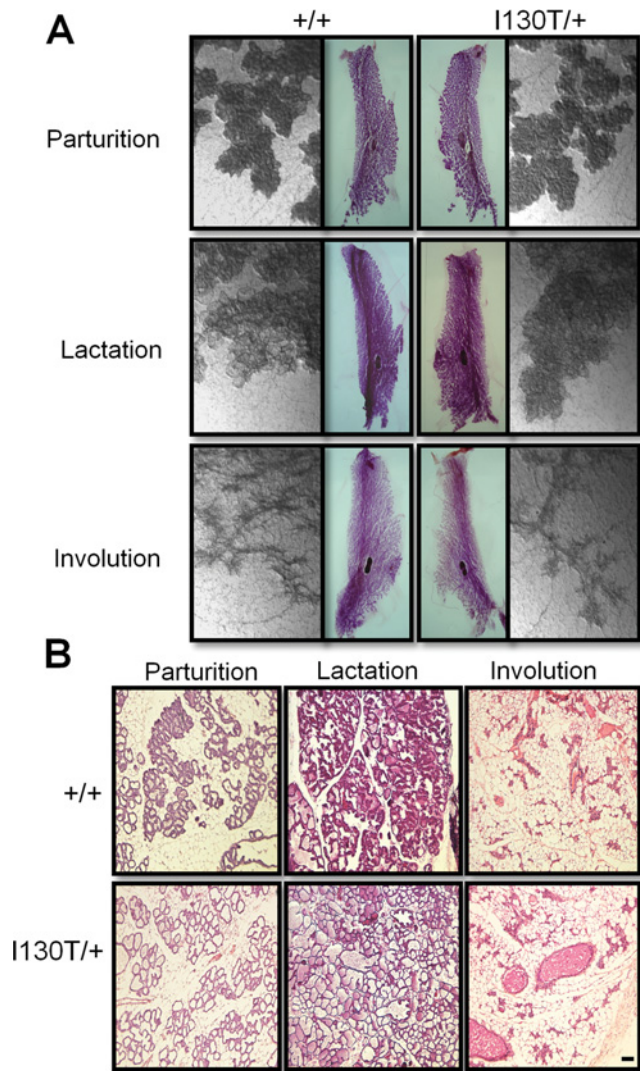 A
+/+
I130T/+
Parturition
Lactation
Involution
B
Parturition
Lactation
Involution
+/+
I130T/+